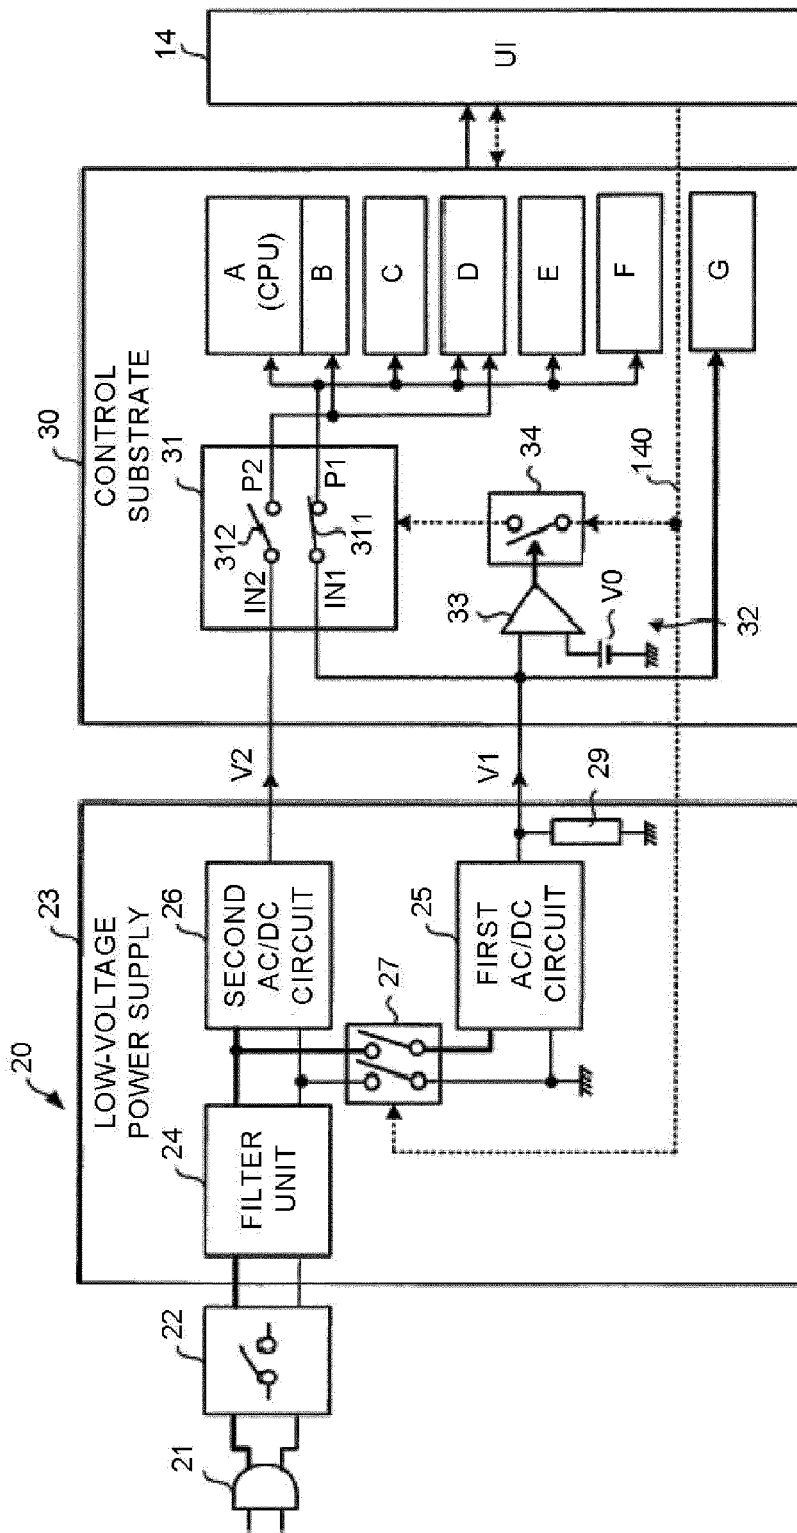 20
21
22
LOW-VOLTAGE
POWER SUPPLY
23
24
FILTER
UNIT
26
SECOND
AC/DC
CIRCUIT
27
25
FIRST
AC/DC
CIRCUIT
29
V2
V1
CONTROL
SUBSTRATE
30
31
IN2
312
P2
IN1
311
P1
33
34
V0
32
140
A
(CPU)
B
C
D
E
F
G
14
UI